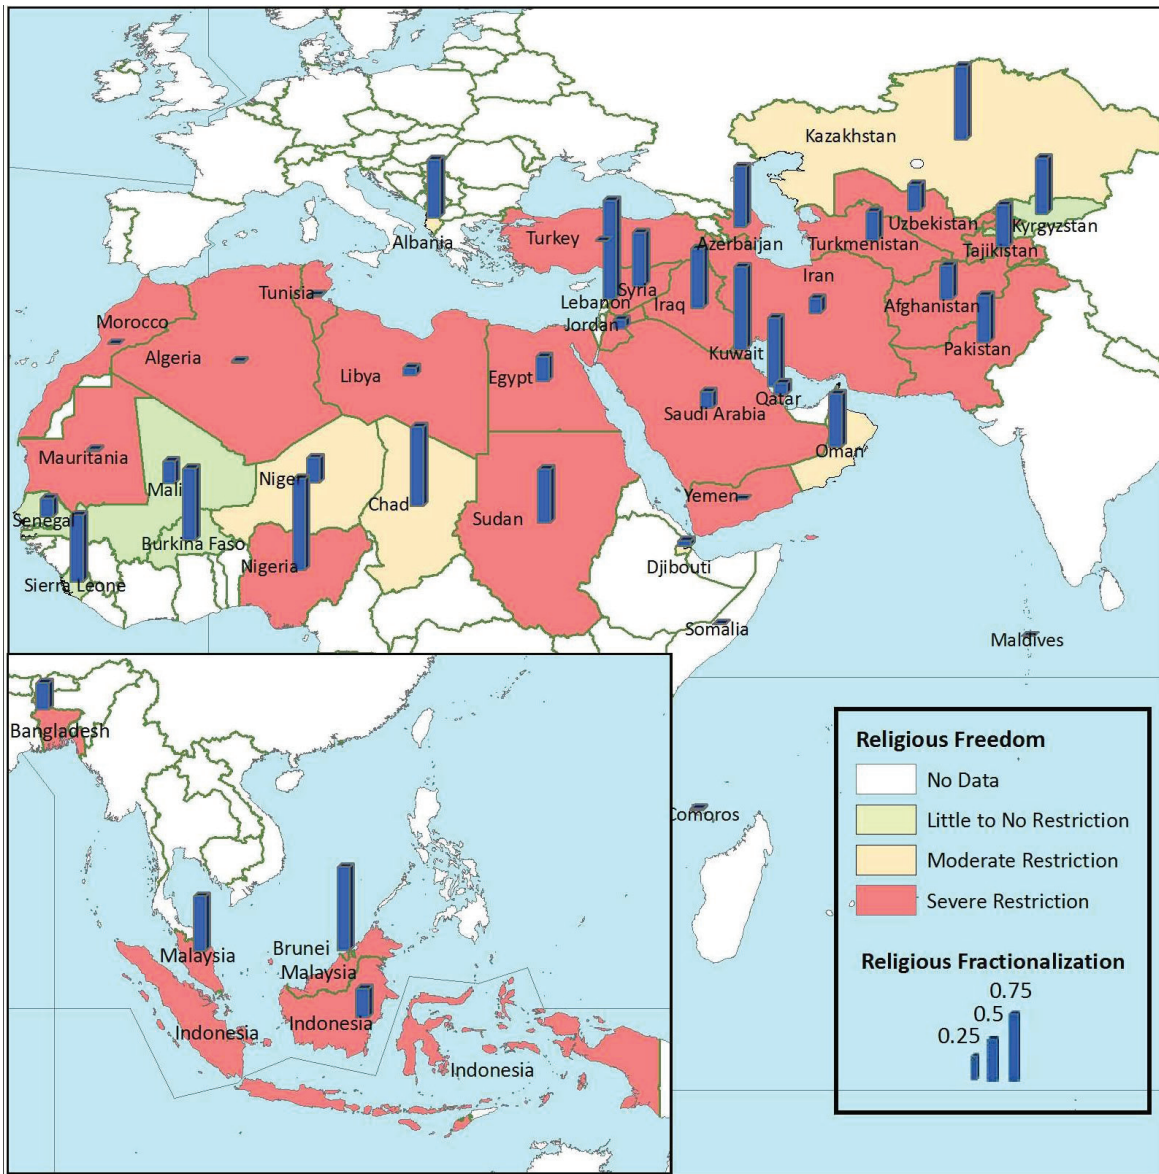 Kazakhstan
Albania
Turkey
Azerbaijan
Uzbekistan
Kyrgyzstan
Turkmenistan
Tajikistan
Tunisia
Lebanon
Syria
Iraq
Iran
Afghanistan
Morocco
Jordan
Kuwait
Pakistan
Algeria
Libya
Egypt
Saudi Arabia
Qatar
Mauritania
Oman
Mali
Niger
Chad
Yemen
Senegal
Sudan
Burkina Faso
Nigeria
Djibouti
Sierra Leone
Somalia
Maldives
Bangladesh
Comoros
Malaysia
Brunei
Malaysia
Indonesia
Indonesia
Indonesia
Religious Freedom
No Data
Little to No Restriction
Moderate Restriction
Severe Restriction
Religious Fractionalization
0.75
0.5
0.25